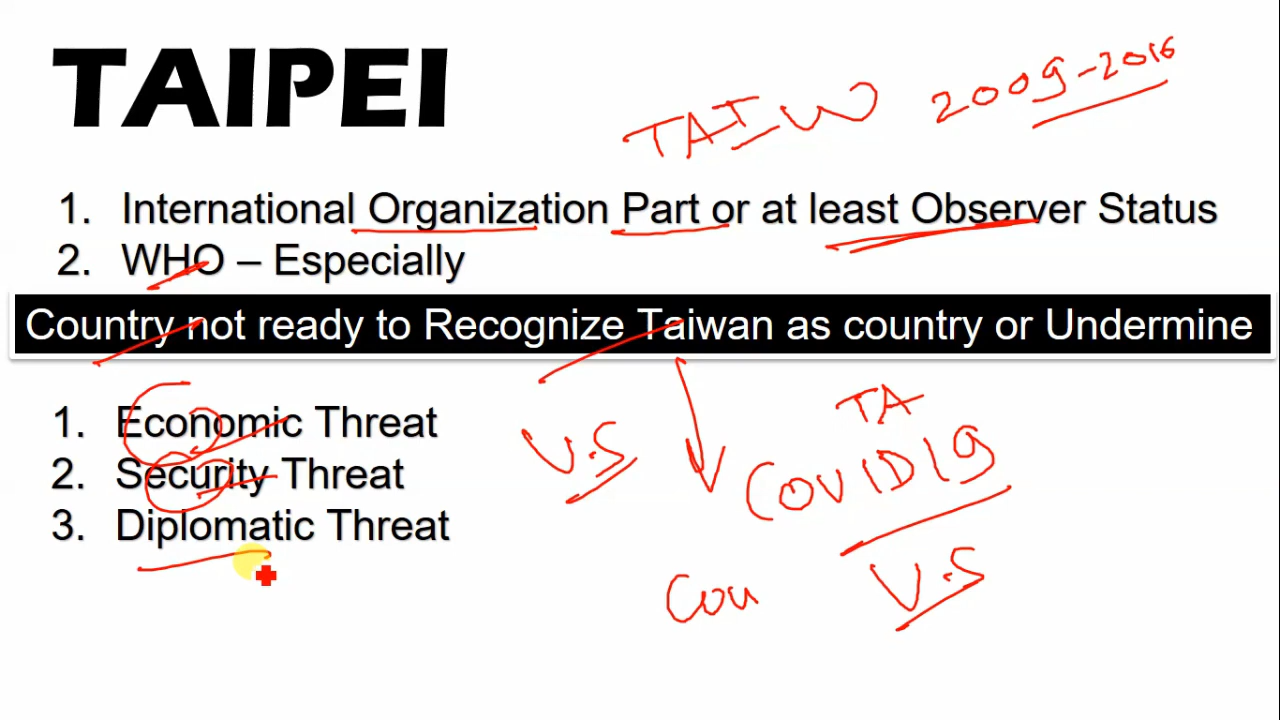 TAIPEI
TAIW 2009-2016
1. International Organization Part or at least Observer Status
2. WHO – Especially
Country not ready to Recognize Taiwan as country or Undermine
1. Economic Threat
2. Security Threat
3. Diplomatic Threat
V.S
TA
COVID19
V.S
Cou